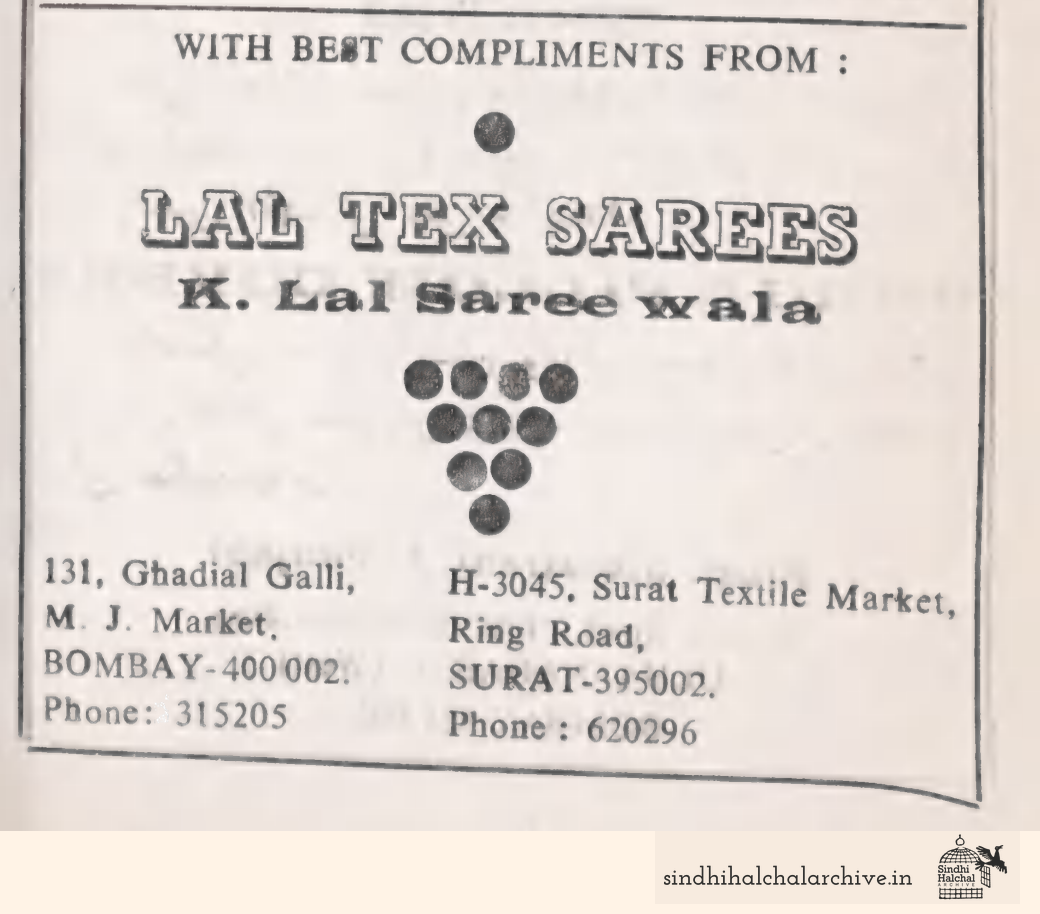 WITH BEST COMPLIMENTS FROM :
LAL TEX SAREES
K. Lal Saree wala
131, Ghadial Galli,
M. J. Market,
BOMBAY-400 002.
Phone: 315205
H-3045, Surat Textile Market,
Ring Road,
SURAT-395002.
Phone : 620296
sindhihalchalarchive.in
Sindhi
Halchal
ARCHIVE